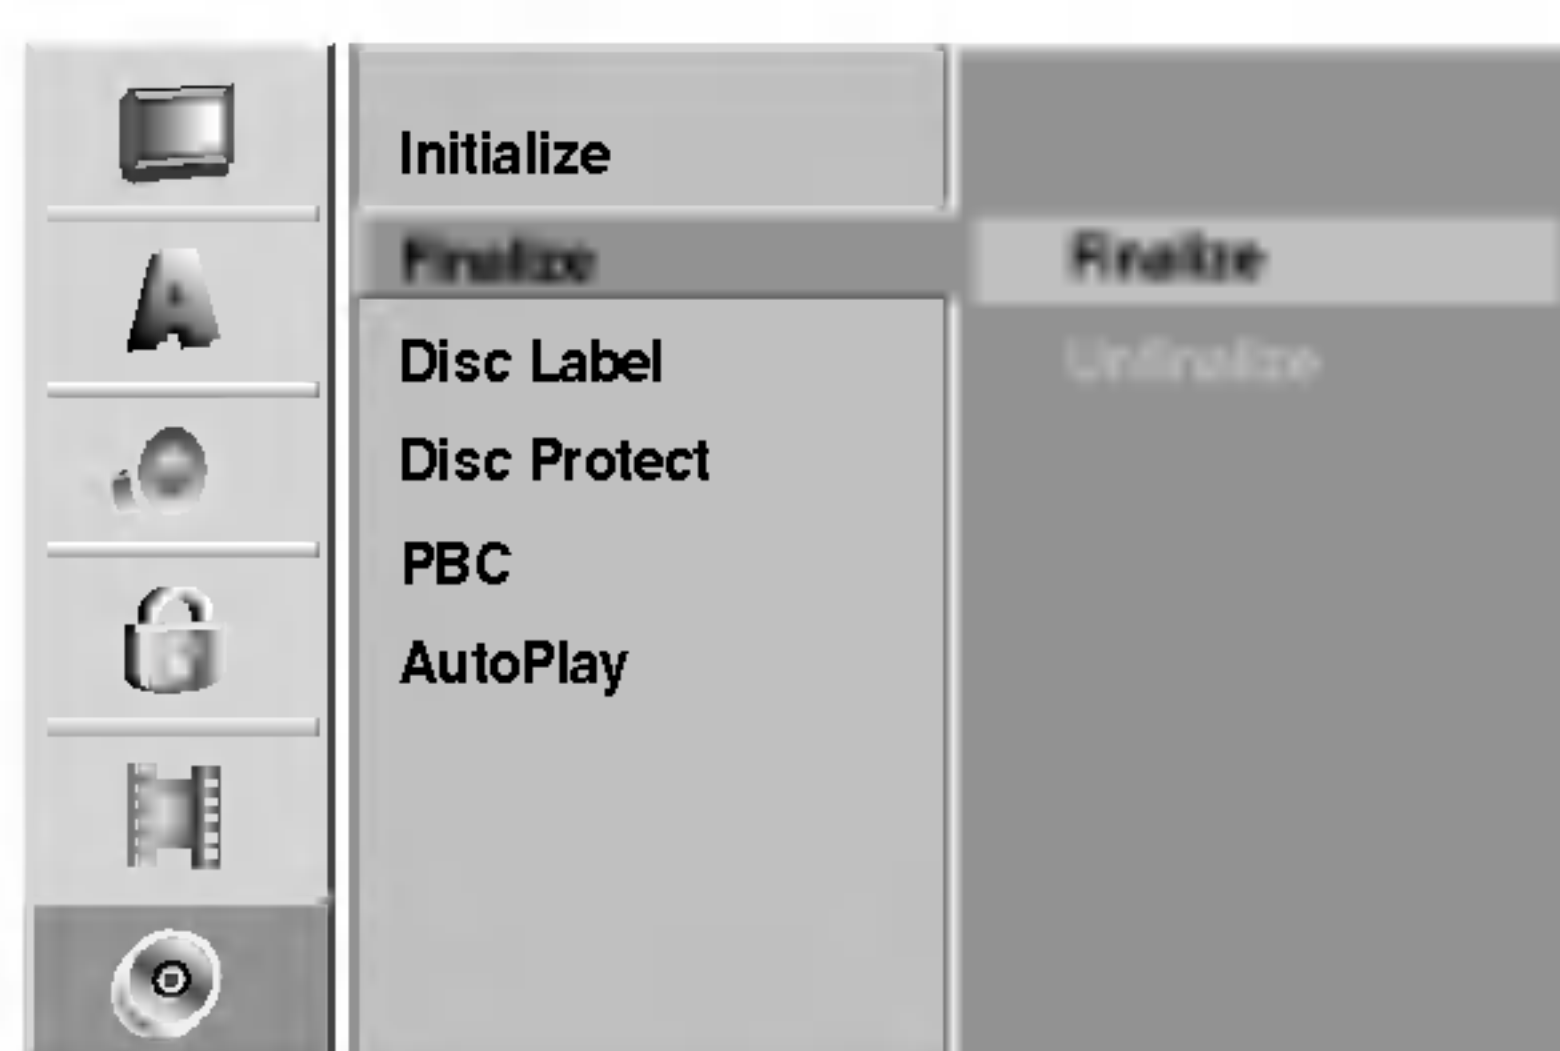 Initialize
Finalize Finalize
Disc Label Unfinalize
Disc Protect
PBC
AutoPlay